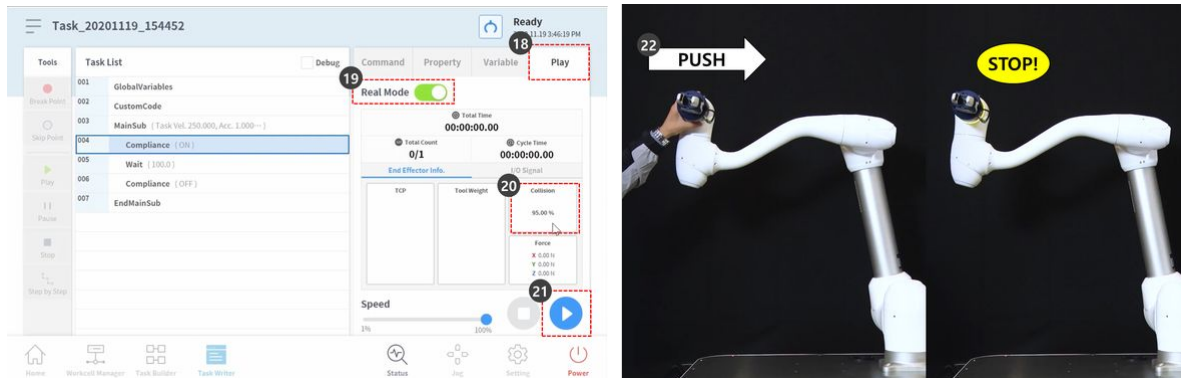 Task_20201119_154452
Ready
11.19 3:46:19 PM
18
Tools
Task List
Debug
Command
Property
Variable
Play
19
Break Point
Skip Point
Play
Pause
Stop
Step by Step
001 GlobalVariables
002 CustomCode
003 MainSub ( Task Vel. 250.000, Acc. 1.000··· )
004 Compliance ( ON )
005 Wait ( 100.0 )
006 Compliance ( OFF )
007 EndMainSub
Real Mode
Total Time
00:00:00.00
Total Count
0/1
Cycle Time
00:00:00.00
End Effector Info.
I/O Signal
20
TCP
Tool Weight
Collision
95.00 %
Force
X 0.00 N
Y 0.00 N
Z 0.00 N
21
Speed
1%
100%
Home
Workcell Manager
Task Builder
Task Writer
Status
Jog
Setting
Power
22
PUSH
STOP!